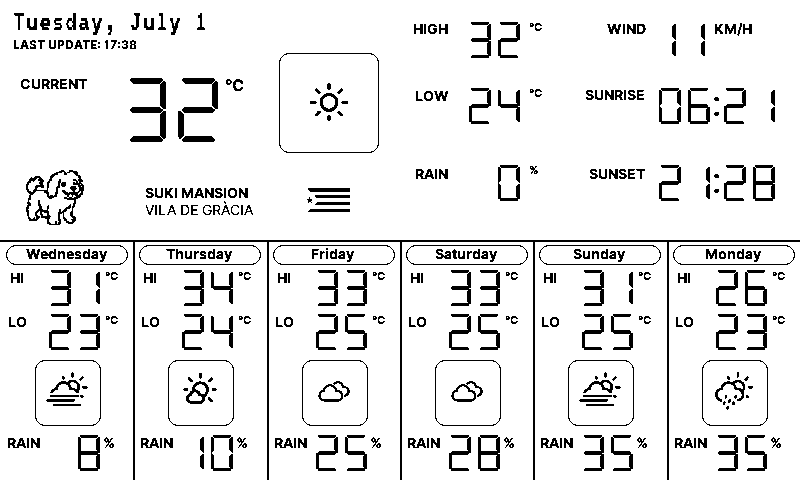 Tuesday, July 1
LAST UPDATE: 17:38
CURRENT 32 °C
SUKI MANSION
VILA DE GRÀCIA
HIGH 32 °C
LOW 24 °C
RAIN 0 %
WIND 11 KM/H
SUNRISE 06:21
SUNSET 21:28
Wednesday
HI 31 °C
LO 23 °C
RAIN 8 %
Thursday
HI 34 °C
LO 24 °C
RAIN 10 %
Friday
HI 33 °C
LO 25 °C
RAIN 25 %
Saturday
HI 33 °C
LO 25 °C
RAIN 28 %
Sunday
HI 31 °C
LO 25 °C
RAIN 35 %
Monday
HI 26 °C
LO 23 °C
RAIN 35 %